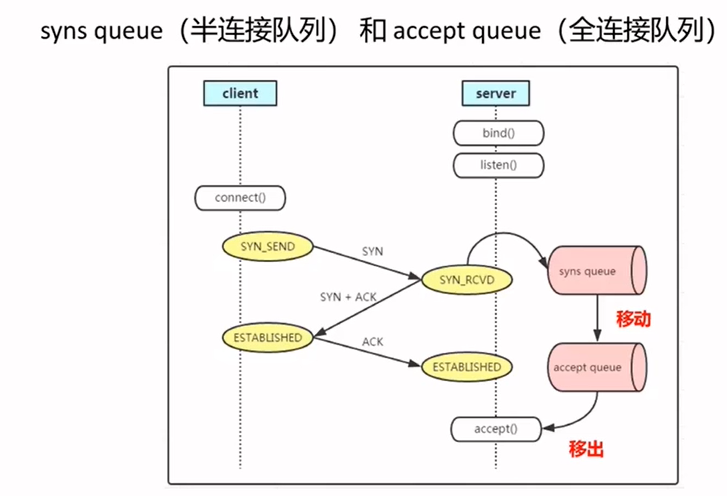 syns queue（半连接队列）和 accept queue（全连接队列）
client
server
bind()
listen()
connect()
SYN_SEND
SYN
SYN_RCVD
syns queue
SYN + ACK
移动
ESTABLISHED
ACK
ESTABLISHED
accept queue
accept()
移出